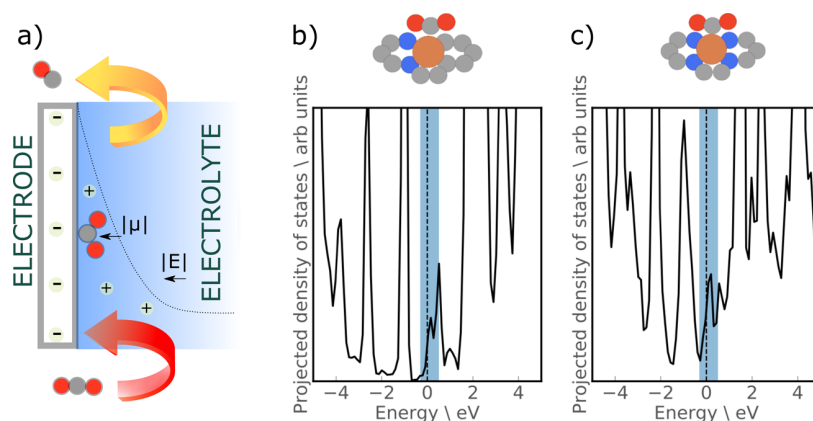 a)
ELECTRODE
ELECTROLYTE
- 
-
-
-
-
-
+
+
+
|μ|
|E|
b)
Projected density of states \ arb units
−4 −2 0 2 4
Energy \ eV
c)
Projected density of states \ arb units
−4 −2 0 2 4
Energy \ eV